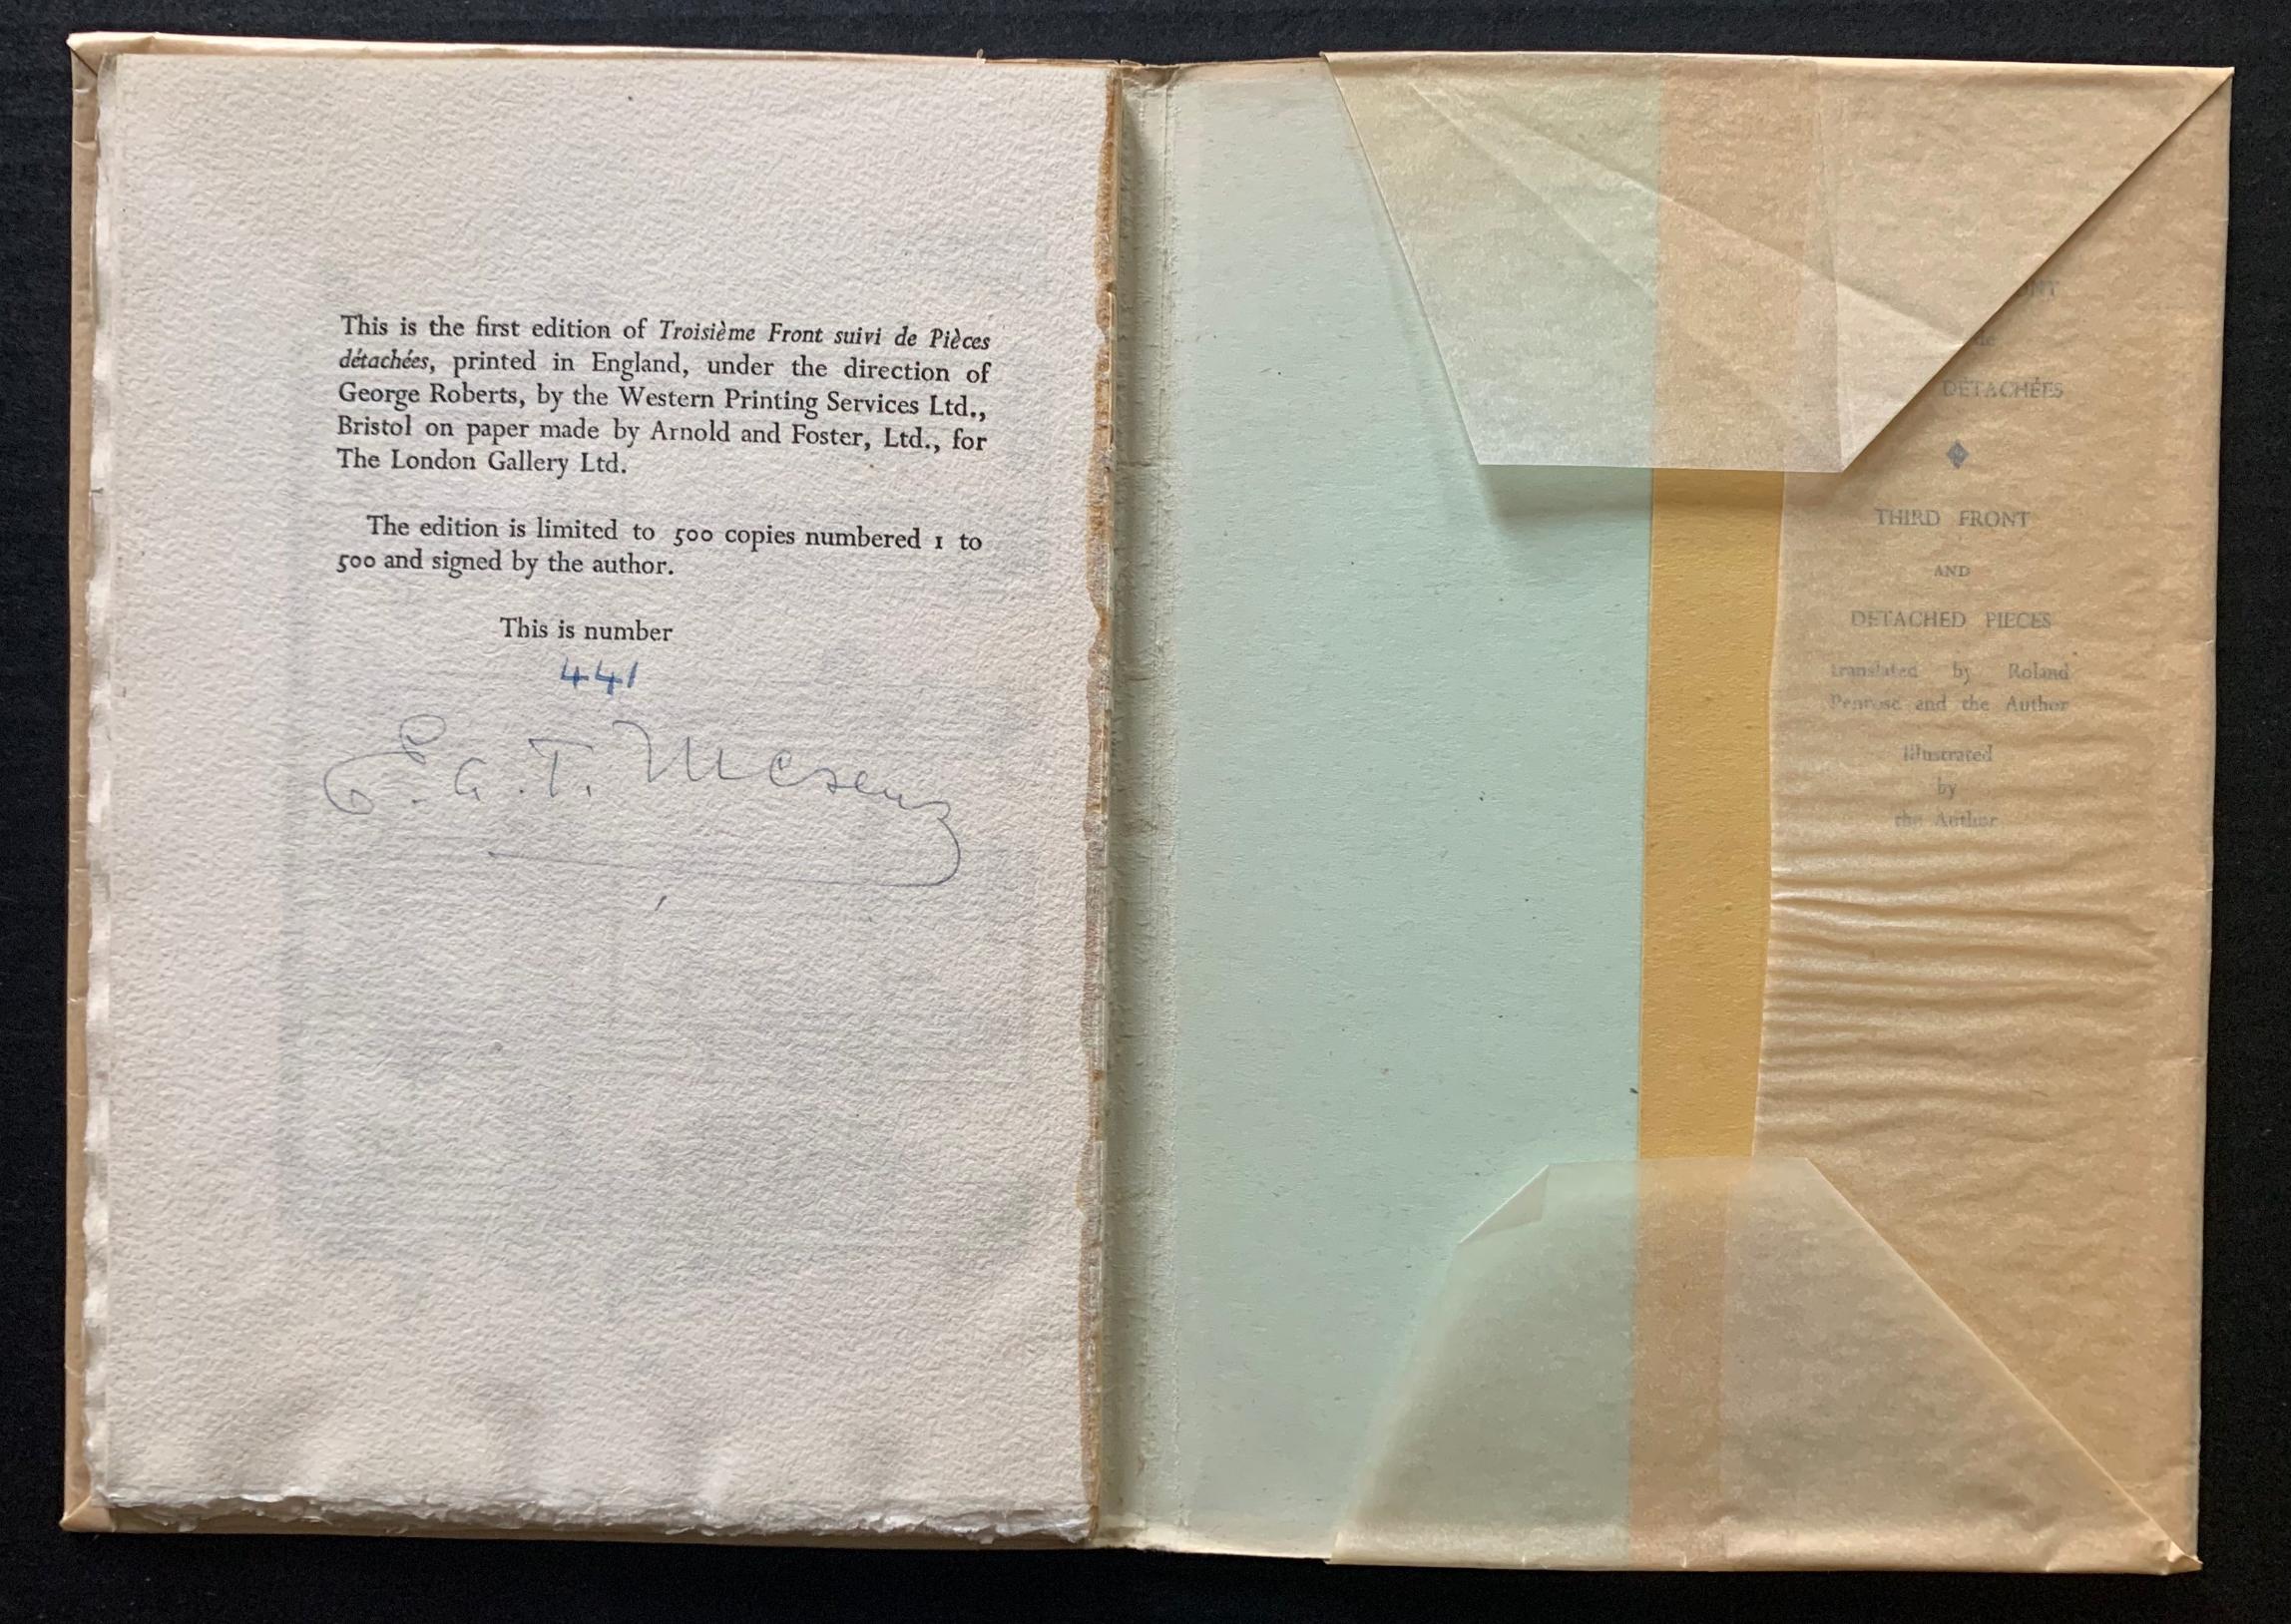 This is the first edition of Troisième Front suivi de Pièces
détachées, printed in England, under the direction of
George Roberts, by the Western Printing Services Ltd.,
Bristol on paper made by Arnold and Foster, Ltd., for
The London Gallery Ltd.
The edition is limited to 500 copies numbered 1 to
500 and signed by the author.
This is number
441
E. L. T. Mesens
DÉTACHÉES
THIRD FRONT
AND
DETACHED PIECES
translated by Roland
Penrose and the Author
Illustrated
by
the Author